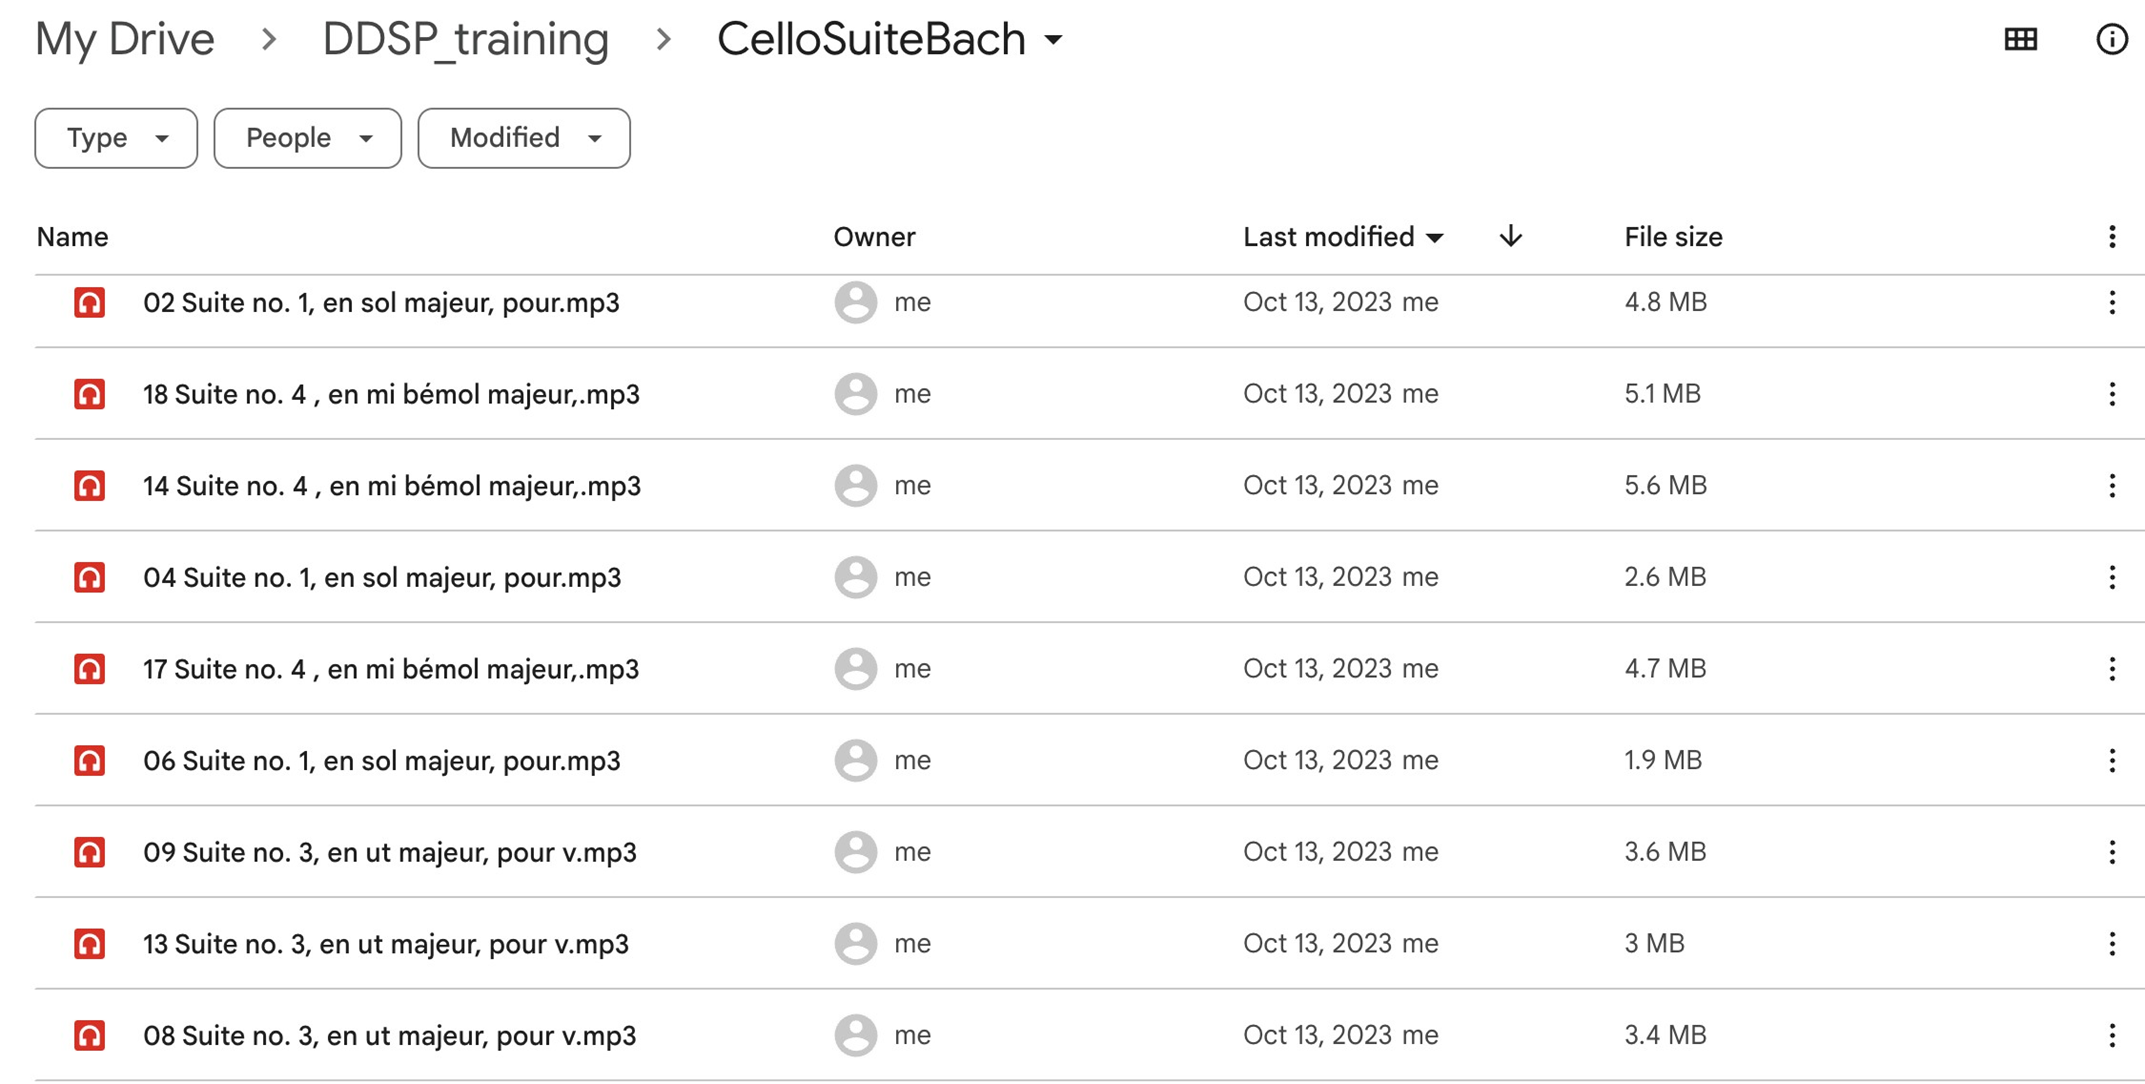 My Drive > DDSP_training > CelloSuiteBach
Type People Modified
Name Owner Last modified File size
02 Suite no. 1, en sol majeur, pour.mp3 me Oct 13, 2023 me 4.8 MB
18 Suite no. 4 , en mi bémol majeur,.mp3 me Oct 13, 2023 me 5.1 MB
14 Suite no. 4 , en mi bémol majeur,.mp3 me Oct 13, 2023 me 5.6 MB
04 Suite no. 1, en sol majeur, pour.mp3 me Oct 13, 2023 me 2.6 MB
17 Suite no. 4 , en mi bémol majeur,.mp3 me Oct 13, 2023 me 4.7 MB
06 Suite no. 1, en sol majeur, pour.mp3 me Oct 13, 2023 me 1.9 MB
09 Suite no. 3, en ut majeur, pour v.mp3 me Oct 13, 2023 me 3.6 MB
13 Suite no. 3, en ut majeur, pour v.mp3 me Oct 13, 2023 me 3 MB
08 Suite no. 3, en ut majeur, pour v.mp3 me Oct 13, 2023 me 3.4 MB